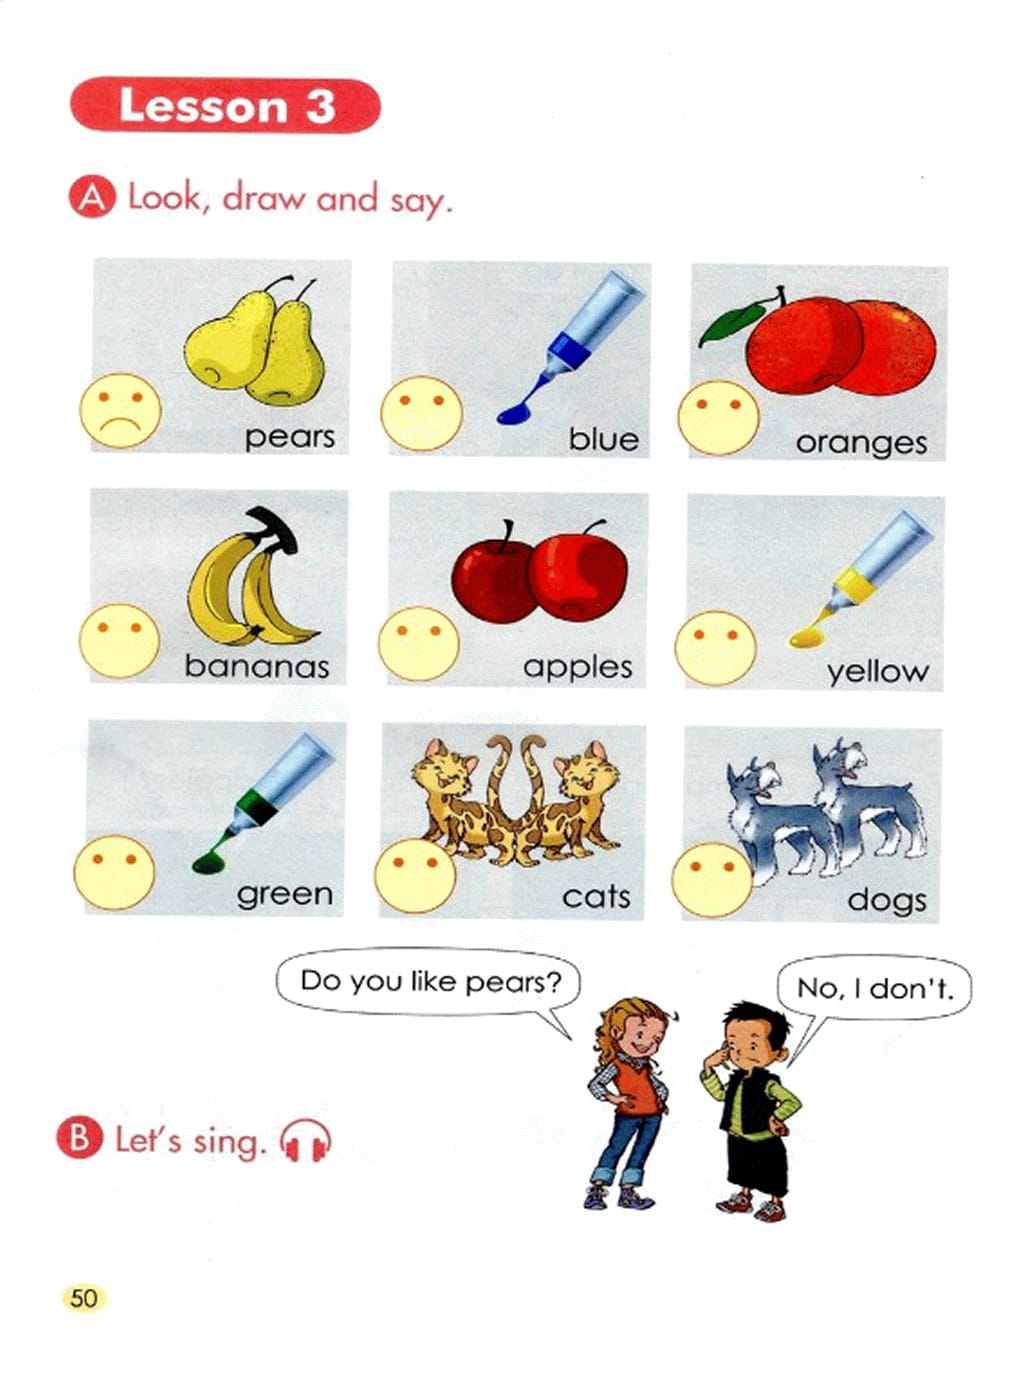 Lesson 3
A Look, draw and say.
pears
blue
oranges
bananas
apples
yellow
green
cats
dogs
Do you like pears?
No, I don't.
B Let's sing.
50